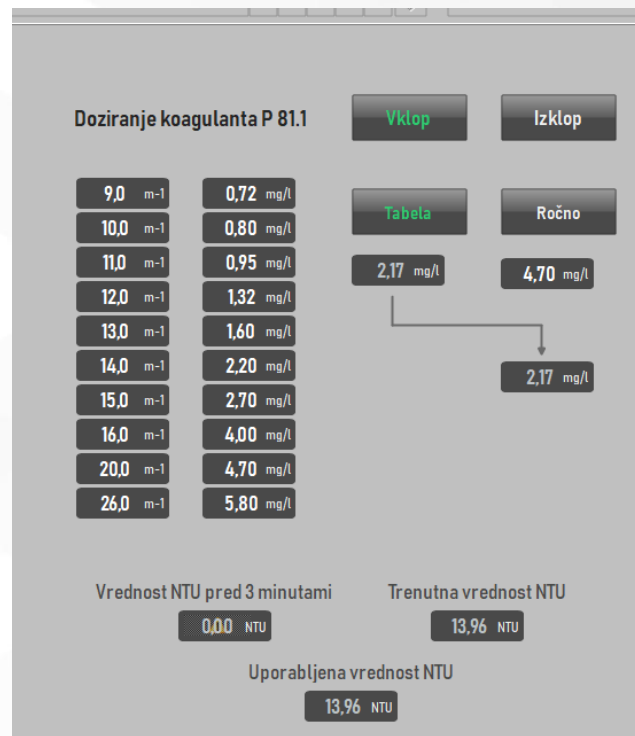 Doziranje koagulanta P 81.1 Vklop Izklop
9,0 m-1 0,72 mg/l Tabela Ročno
10,0 m-1 0,80 mg/l
11,0 m-1 0,95 mg/l 2,17 mg/l 4,70 mg/l
12,0 m-1 1,32 mg/l
13,0 m-1 1,60 mg/l
14,0 m-1 2,20 mg/l 2,17 mg/l
15,0 m-1 2,70 mg/l
16,0 m-1 4,00 mg/l
20,0 m-1 4,70 mg/l
26,0 m-1 5,80 mg/l
Vrednost NTU pred 3 minutami Trenutna vrednost NTU
0,00 NTU 13,96 NTU
Uporabljena vrednost NTU
13,96 NTU